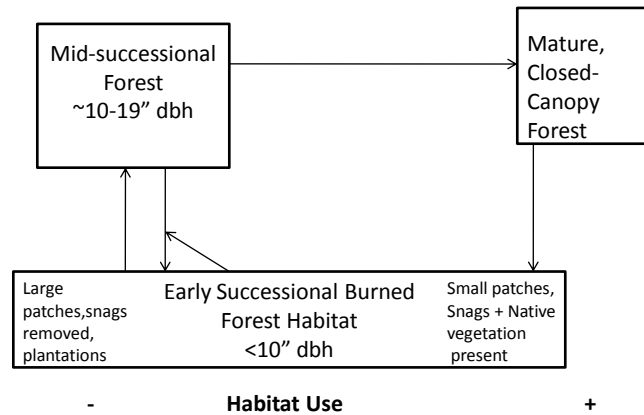 Mid-successional
Forest
~10-19” dbh
Mature,
Closed-
Canopy
Forest
Large
patches,snags
removed,
plantations
Early Successional Burned
Forest Habitat
<10” dbh
Small patches,
Snags + Native
vegetation
present
- Habitat Use +